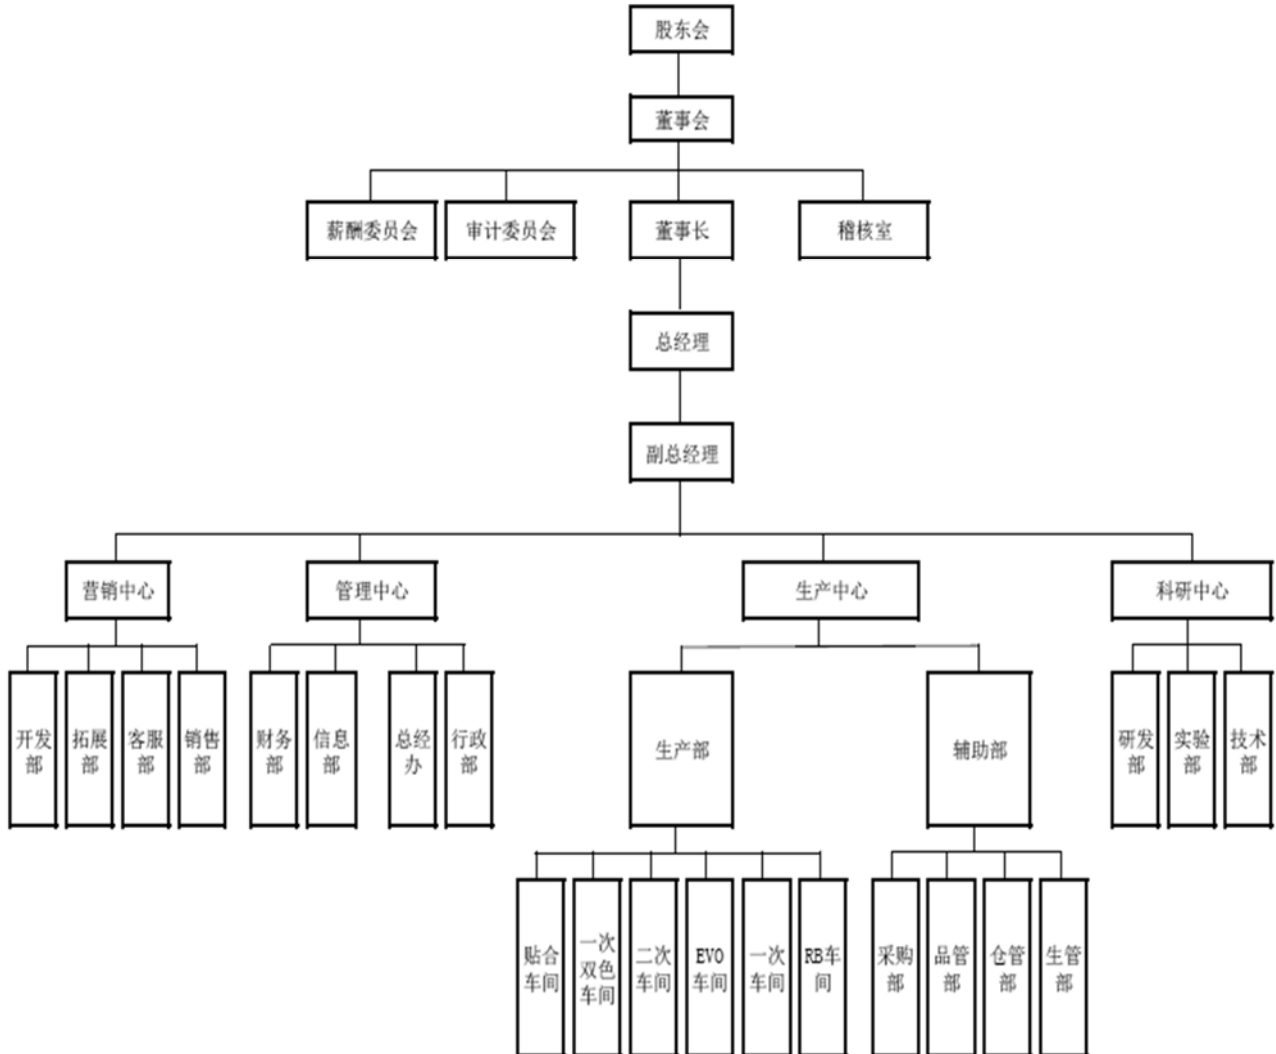 股东会
董事会
薪酬委员会
审计委员会
董事长
稽核室
总经理
副总经理
营销中心
管理中心
生产中心
科研中心
开发
部
拓展
部
客服
部
销售
部
财务
部
信息
部
总经
办
行政
部
生产部
辅助部
研发
部
实验
部
技术
部
贴合
车间
一次
双色
车间
二次
车间
EVO
车间
一次
车间
RB车
间
采购
部
品管
部
仓管
部
生管
部